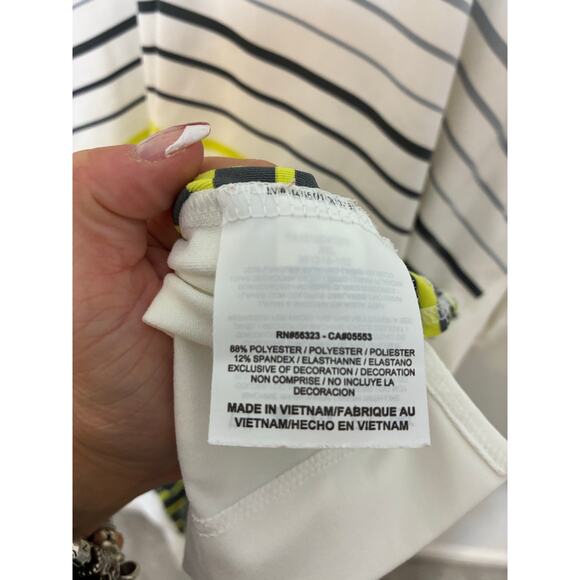 RN#56323 - CA#05553
88% POLYESTER / POLYESTER / POLIESTER
12% SPANDEX / ELASTHANNE / ELASTANO
EXCLUSIVE OF DECORATION / DECORATION
NON COMPRISE / NO INCLUYE LA
DECORACION
MADE IN VIETNAM/FABRIQUE AU
VIETNAM/HECHO EN VIETNAM